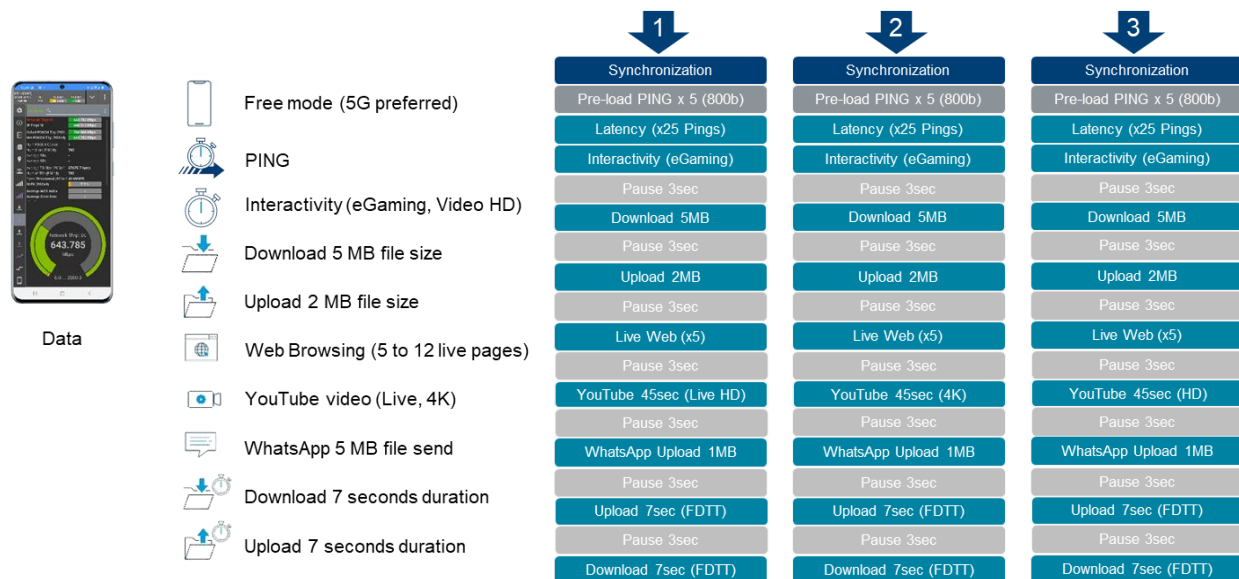 1
2
3
Data
643.785
Mbps
Free mode (5G preferred)
PING
Interactivity (eGaming, Video HD)
Download 5 MB file size
Upload 2 MB file size
Web Browsing (5 to 12 live pages)
YouTube video (Live, 4K)
WhatsApp 5 MB file send
Download 7 seconds duration
Upload 7 seconds duration
Synchronization
Pre-load PING x 5 (800b)
Latency (x25 Pings)
Interactivity (eGaming)
Pause 3sec
Download 5MB
Pause 3sec
Upload 2MB
Pause 3sec
Live Web (x5)
Pause 3sec
YouTube 45sec (Live HD)
Pause 3sec
WhatsApp Upload 1MB
Pause 3sec
Upload 7sec (FDTT)
Pause 3sec
Download 7sec (FDTT)
Synchronization
Pre-load PING x 5 (800b)
Latency (x25 Pings)
Interactivity (eGaming)
Pause 3sec
Download 5MB
Pause 3sec
Upload 2MB
Pause 3sec
Live Web (x5)
Pause 3sec
YouTube 45sec (4K)
Pause 3sec
WhatsApp Upload 1MB
Pause 3sec
Upload 7sec (FDTT)
Pause 3sec
Download 7sec (FDTT)
Synchronization
Pre-load PING x 5 (800b)
Latency (x25 Pings)
Interactivity (eGaming)
Pause 3sec
Download 5MB
Pause 3sec
Upload 2MB
Pause 3sec
Live Web (x5)
Pause 3sec
YouTube 45sec (HD)
Pause 3sec
WhatsApp Upload 1MB
Pause 3sec
Upload 7sec (FDTT)
Pause 3sec
Download 7sec (FDTT)